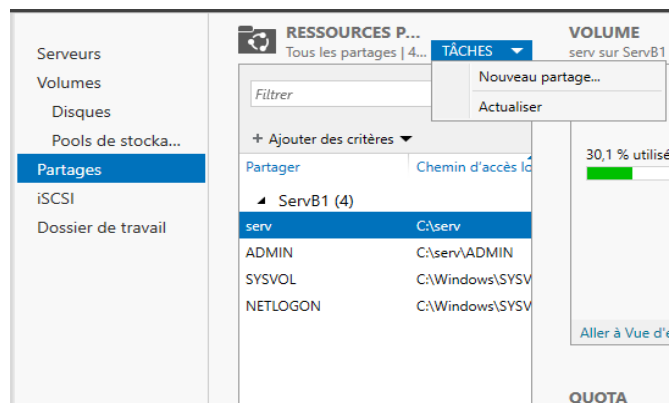 Serveurs
Volumes
Disques
Pools de stocka...
Partages
iSCSI
Dossier de travail
RESSOURCES P...
Tous les partages | 4...
TÂCHES
Nouveau partage...
Actualiser
Filtrer
+ Ajouter des critères
Partager Chemin d'accès lo
ServB1 (4)
serv C:\serv
ADMIN C:\serv\ADMIN
SYSVOL C:\Windows\SYSV
NETLOGON C:\Windows\SYSV
VOLUME
serv sur ServB1
30,1 % utilisé
Aller à Vue d'e
QUOTA